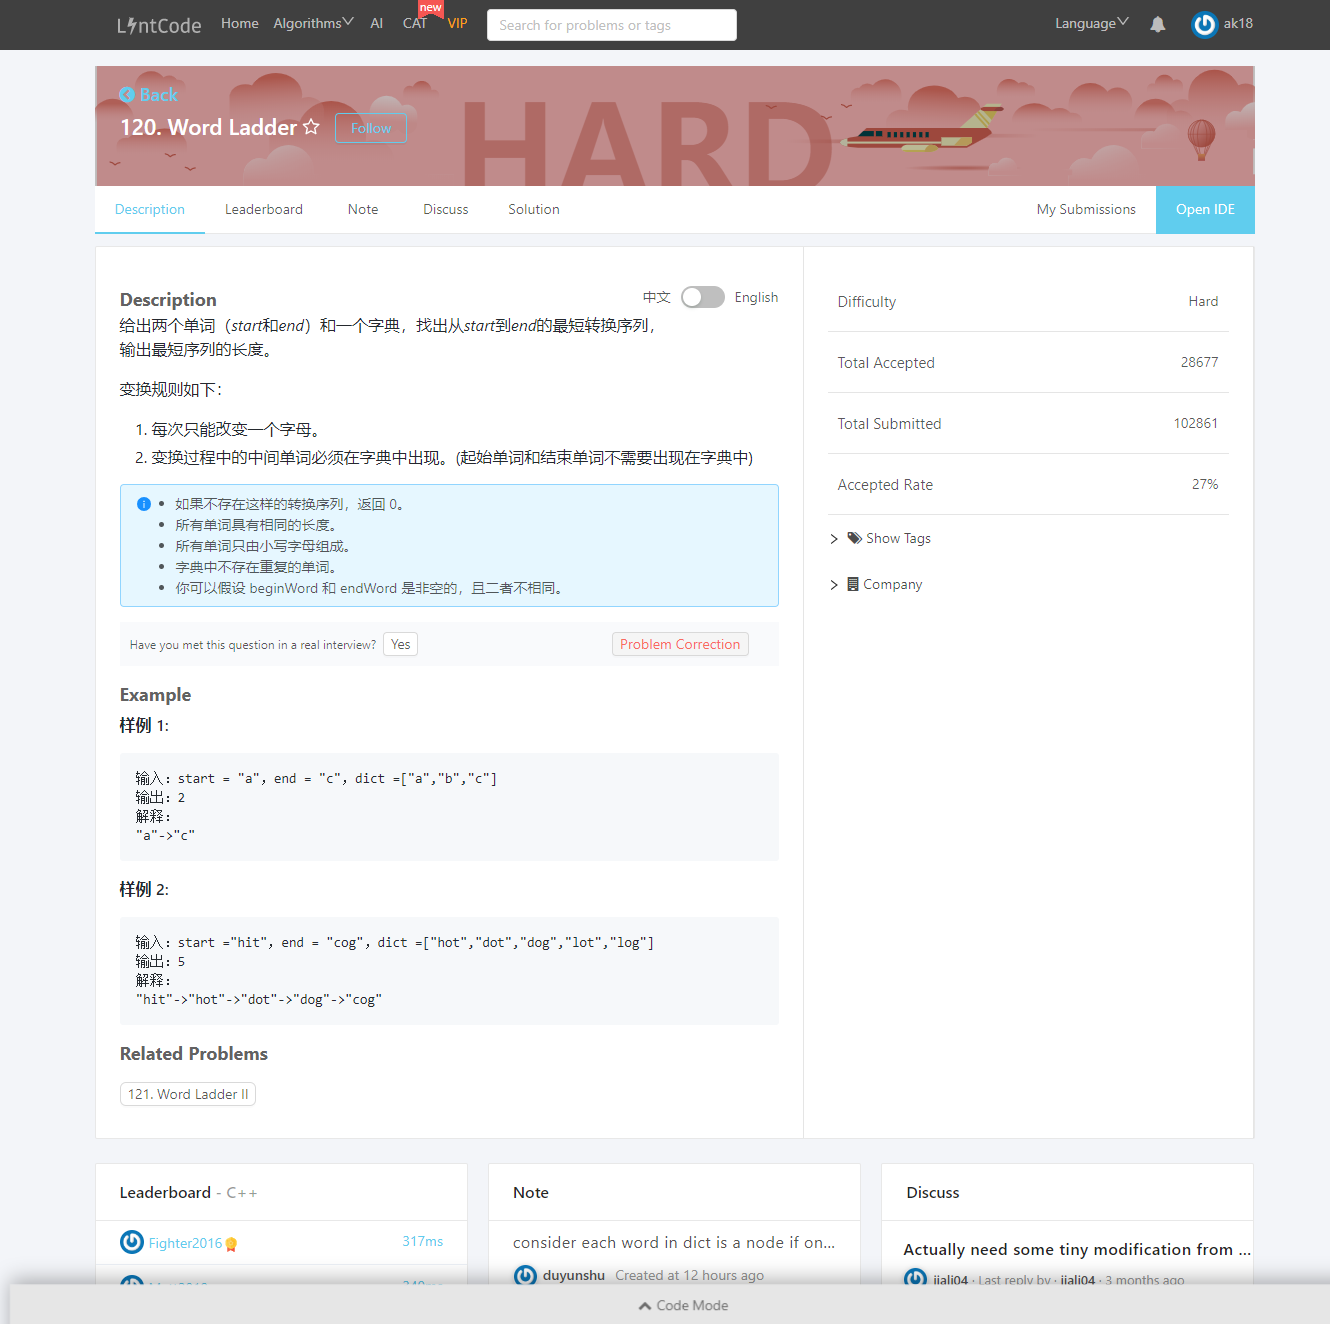 LintCode
Home
Algorithms
AI
CAT
new
VIP
Search for problems or tags
Language
ak18
HARD
Back
120. Word Ladder
Follow
Description
Leaderboard
Note
Discuss
Solution
My Submissions
Open IDE
Description
中文
English
给出两个单词（start和end）和一个字典，找出从start到end的最短转换序列，
输出最短序列的长度。
变换规则如下：
1. 每次只能改变一个字母。
2. 变换过程中的中间单词必须在字典中出现。(起始单词和结束单词不需要出现在字典中)
如果不存在这样的转换序列，返回 0。
所有单词具有相同的长度。
所有单词只由小写字母组成。
字典中不存在重复的单词。
你可以假设 beginWord 和 endWord 是非空的，且二者不相同。
Have you met this question in a real interview?
Yes
Problem Correction
Example
样例 1:
输入：start = "a"，end = "c"，dict =["a","b","c"]
输出：2
解释：
"a"->"c"
样例 2:
输入：start ="hit"，end = "cog"，dict =["hot","dot","dog","lot","log"]
输出：5
解释：
"hit"->"hot"->"dot"->"dog"->"cog"
Related Problems
121. Word Ladder II
Difficulty
Hard
Total Accepted
28677
Total Submitted
102861
Accepted Rate
27%
Show Tags
Company
Leaderboard - C++
Fighter2016
317ms
Note
consider each word in dict is a node if on...
duyunshu Created at 12 hours ago
Discuss
Actually need some tiny modification from ...
jiali04 · Last reply by · jiali04 · 3 months ago
Code Mode